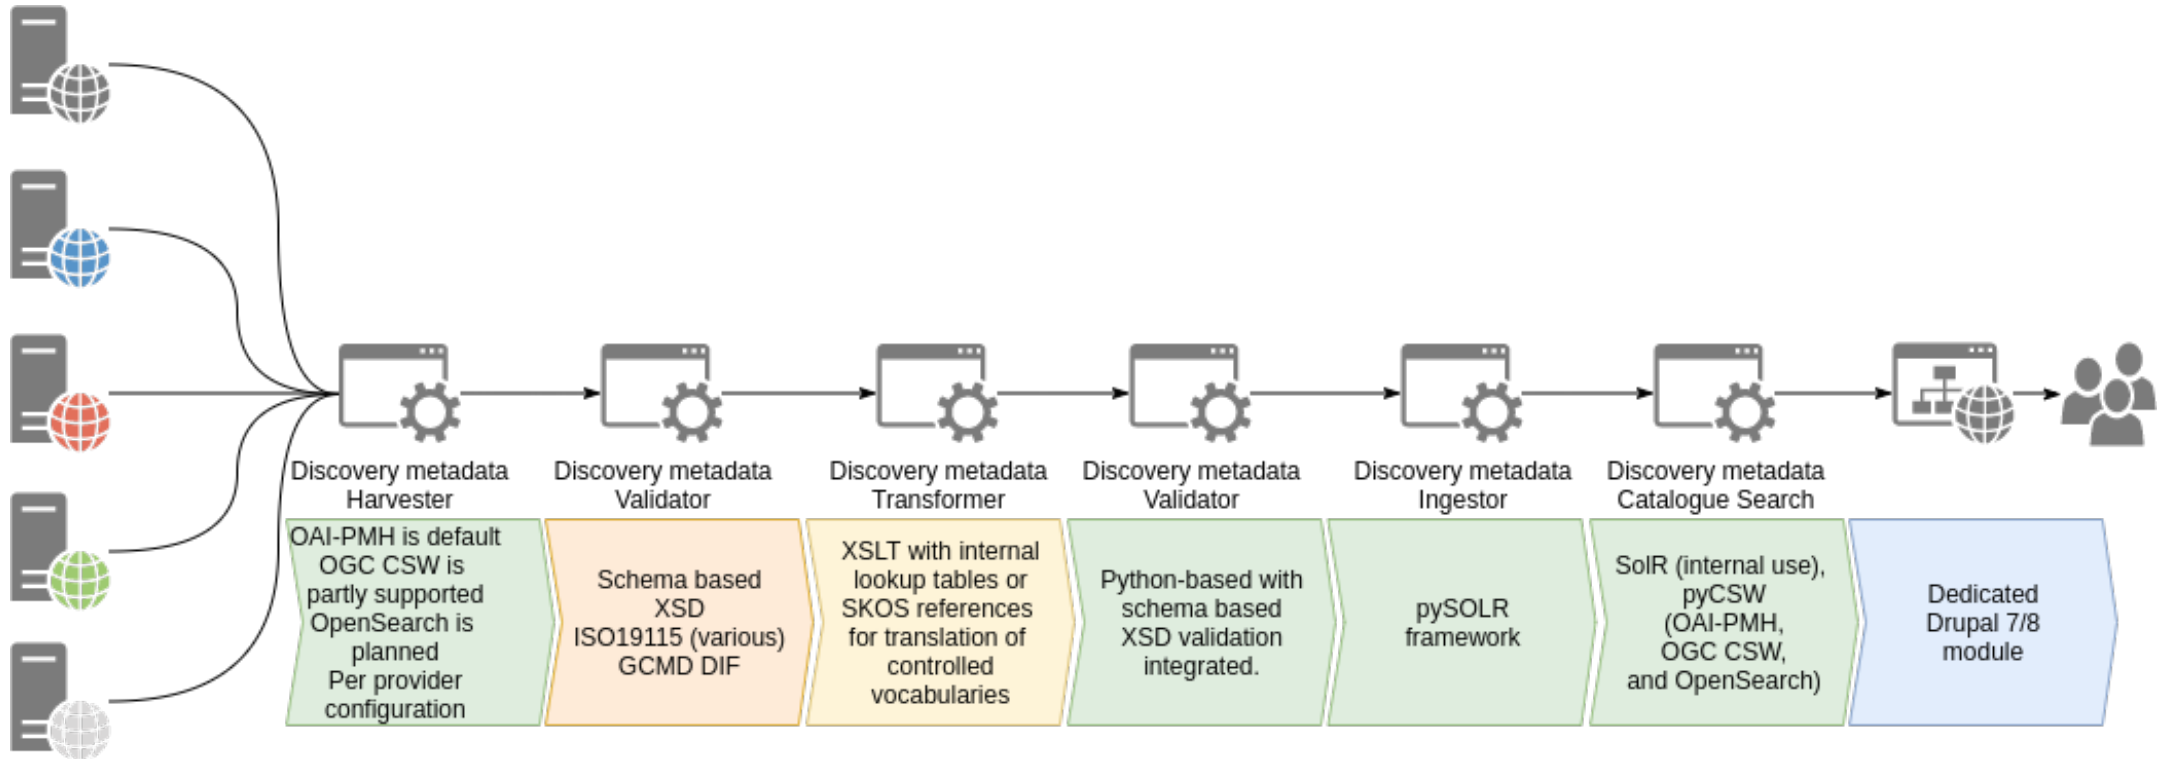 Discovery metadata
Harvester
Discovery metadata
Validator
Discovery metadata
Transformer
Discovery metadata
Validator
Discovery metadata
Ingestor
Discovery metadata
Catalogue Search
OAI-PMH is default
OGC CSW is
partly supported
OpenSearch is
planned
Per provider
configuration
Schema based
XSD
ISO19115 (various)
GCMD DIF
XSLT with internal
lookup tables or
SKOS references
for translation of
controlled
vocabularies
Python-based with
schema based
XSD validation
integrated.
pySOLR
framework
SolR (internal use),
pyCSW
(OAI-PMH,
OGC CSW,
and OpenSearch)
Dedicated
Drupal 7/8
module